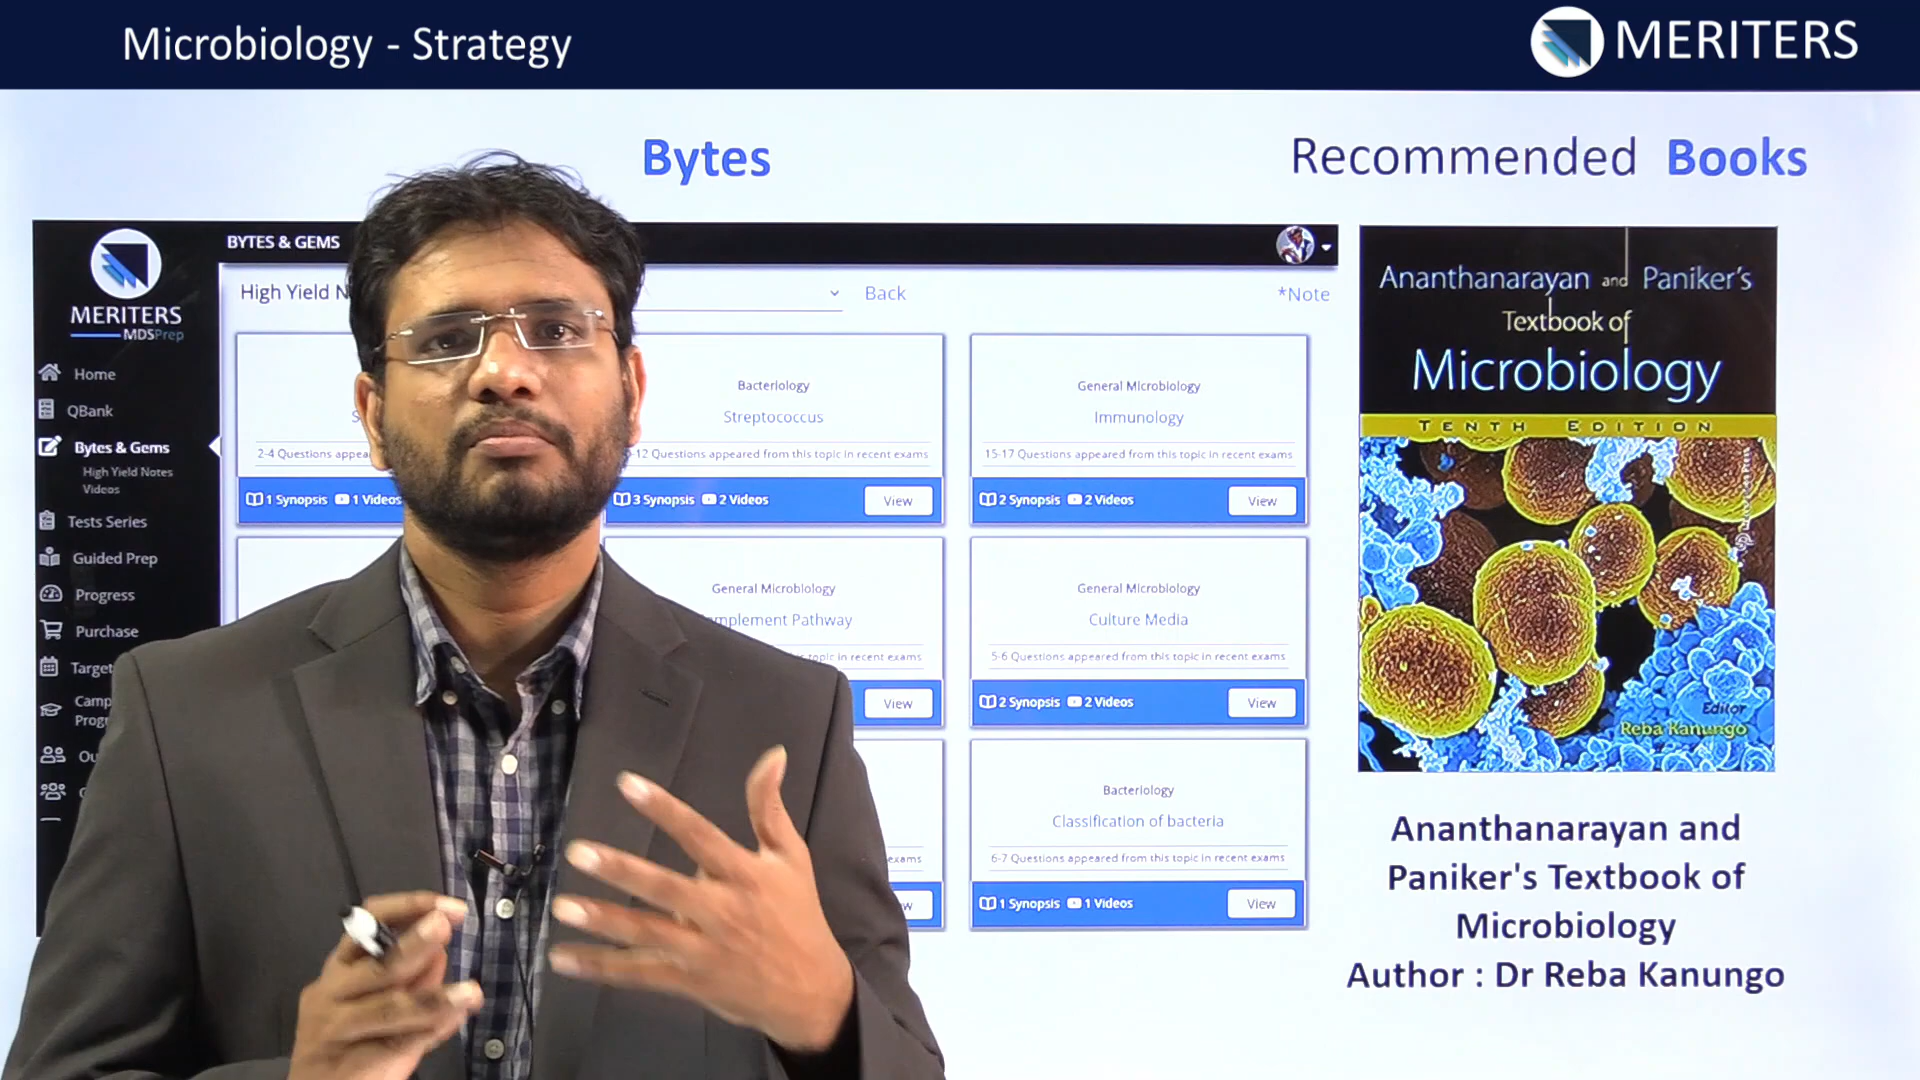 Microbiology - Strategy
MERITERS
Bytes
Recommended Books
BYTES & GEMS
MERITERS
MDSPrep
Home
QBank
Bytes & Gems
High Yield Notes
Videos
Tests Series
Guided Prep
Progress
Purchase
Target
Camp
Progr
High Yield N
Back
*Note
2-4 Questions appea
1 Synopsis 1 Videos
Bacteriology
Streptococcus
-12 Questions appeared from this topic in recent exams
3 Synopsis 2 Videos
View
General Microbiology
Immunology
15-17 Questions appeared from this topic in recent exams
2 Synopsis 2 Videos
View
General Microbiology
mplement Pathway
topic in recent exams
View
General Microbiology
Culture Media
5-6 Questions appeared from this topic in recent exams
2 Synopsis 2 Videos
View
exams
Bacteriology
Classification of bacteria
6-7 Questions appeared from this topic in recent exams
1 Synopsis 1 Videos
View
Ananthanarayan and Paniker's
Textbook of
Microbiology
TENTH EDITION
Editor
Reba Kanungo
Ananthanarayan and
Paniker's Textbook of
Microbiology
Author : Dr Reba Kanungo